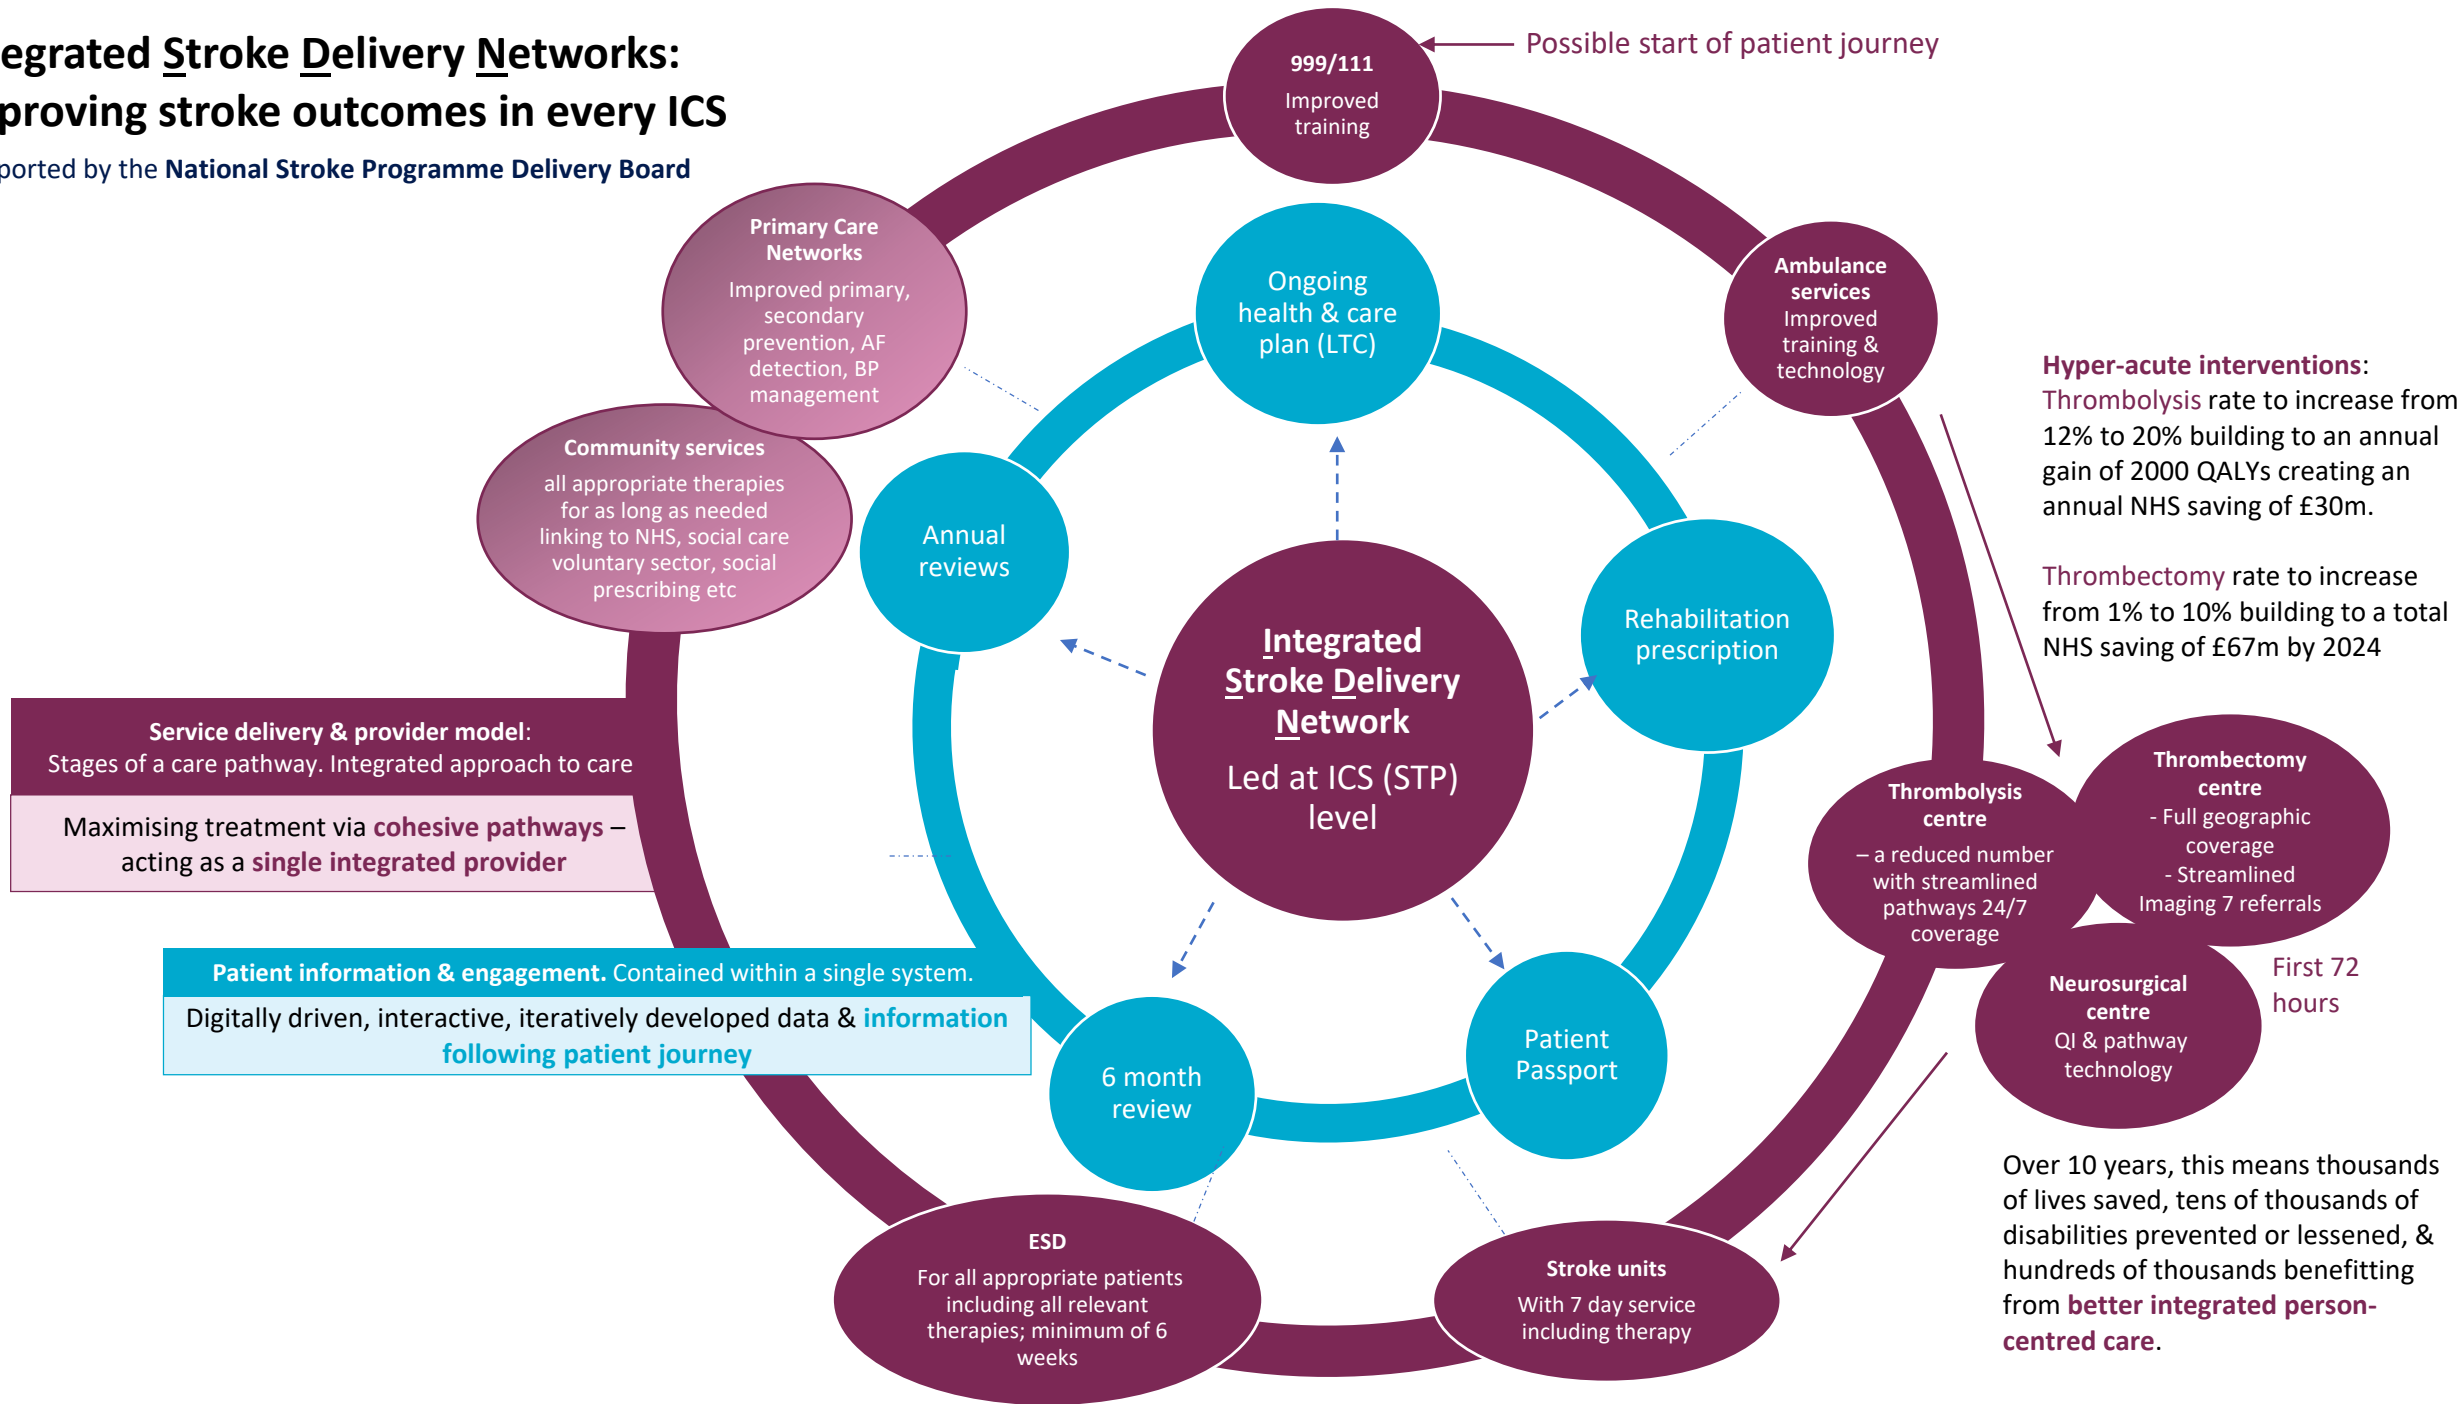 egrated Stroke Delivery Networks:
proving stroke outcomes in every ICS
ported by the National Stroke Programme Delivery Board
999/111
Improved
training
Possible start of patient journey
Primary Care
Networks
Improved primary,
secondary
prevention, AF
detection, BP
management
Ongoing
health & care
plan (LTC)
Ambulance
services
Improved
training &
technology
Hyper-acute interventions:
Thrombolysis rate to increase from
12% to 20% building to an annual
gain of 2000 QALYs creating an
annual NHS saving of £30m.
Thrombectomy rate to increase
from 1% to 10% building to a total
NHS saving of £67m by 2024
Community services
all appropriate therapies
for as long as needed
linking to NHS, social care
voluntary sector, social
prescribing etc
Annual
reviews
Rehabilitation
prescription
Integrated
Stroke Delivery
Network
Led at ICS (STP)
level
Service delivery & provider model:
Stages of a care pathway. Integrated approach to care
Maximising treatment via cohesive pathways –
acting as a single integrated provider
Thrombolysis
centre
– a reduced number
with streamlined
pathways 24/7
coverage
Thrombectomy
centre
- Full geographic
coverage
- Streamlined
Imaging 7 referrals
First 72
hours
Neurosurgical
centre
QI & pathway
technology
Patient information & engagement. Contained within a single system.
Digitally driven, interactive, iteratively developed data & information
following patient journey
6 month
review
Patient
Passport
ESD
For all appropriate patients
including all relevant
therapies; minimum of 6
weeks
Stroke units
With 7 day service
including therapy
Over 10 years, this means thousands
of lives saved, tens of thousands of
disabilities prevented or lessened, &
hundreds of thousands benefitting
from better integrated person-
centred care.